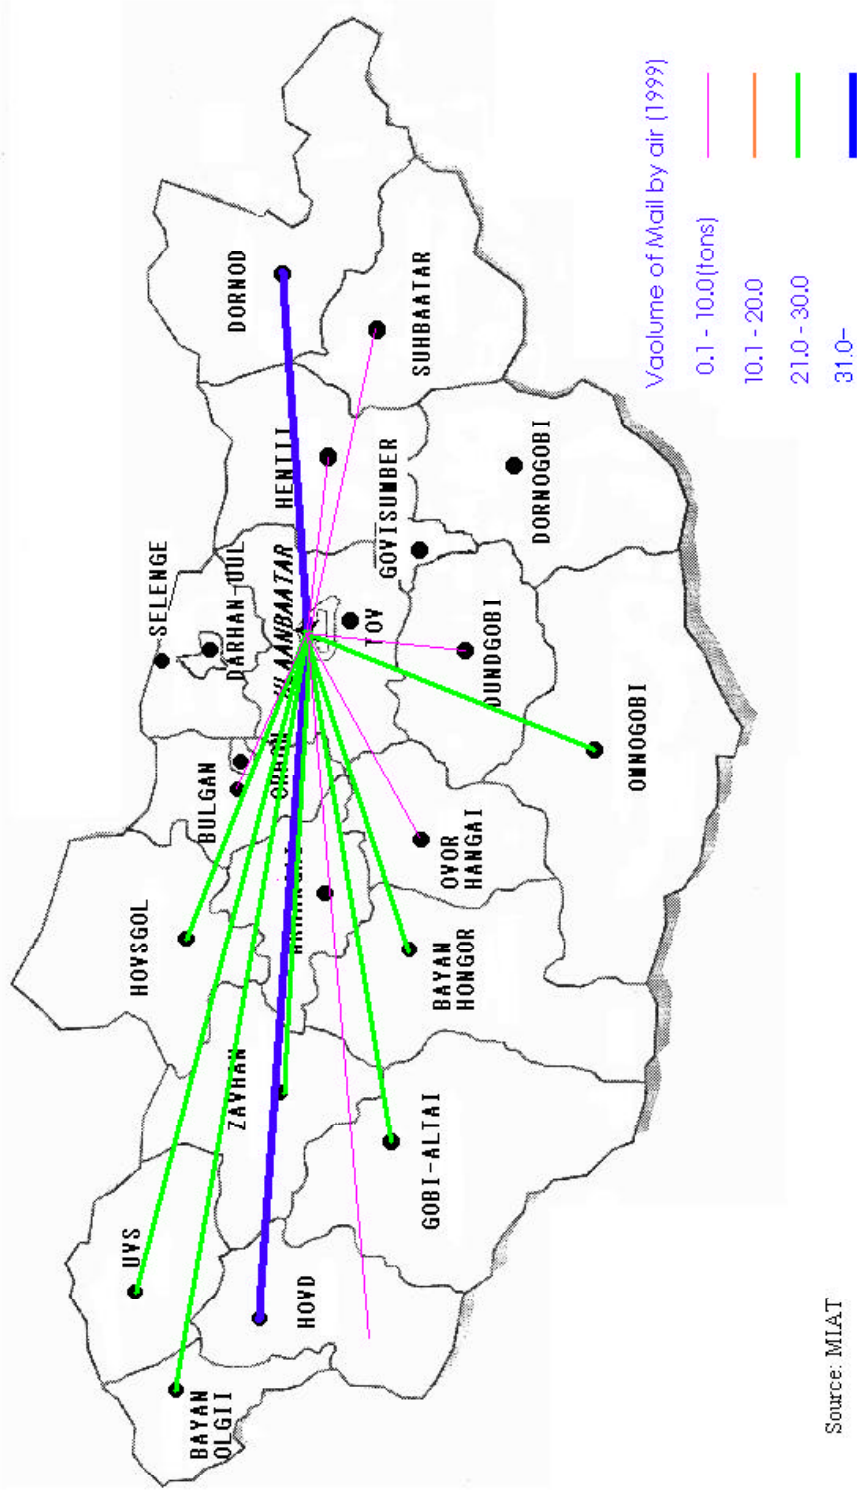 DORNOD
SUHBAATAR
HENTII
GOVISUMBER
DORNOGOBI
SELENGE
DARHAN-UUL
ULAANBAATAR
TOV
DUNDGOBI
OMNOGOBI
BULGAN
ORHON
OVOR
HANGAI
HOVSGOL
BAYAN
HONGOR
ZAVHAN
GOBI-ALTAI
UVS
HOVD
BAYAN
OLGII
Vaolume of Mail by air (1999)
0.1 - 10.0(tons)
10.1 - 20.0
21.0 - 30.0
31.0-
Source: MIAT